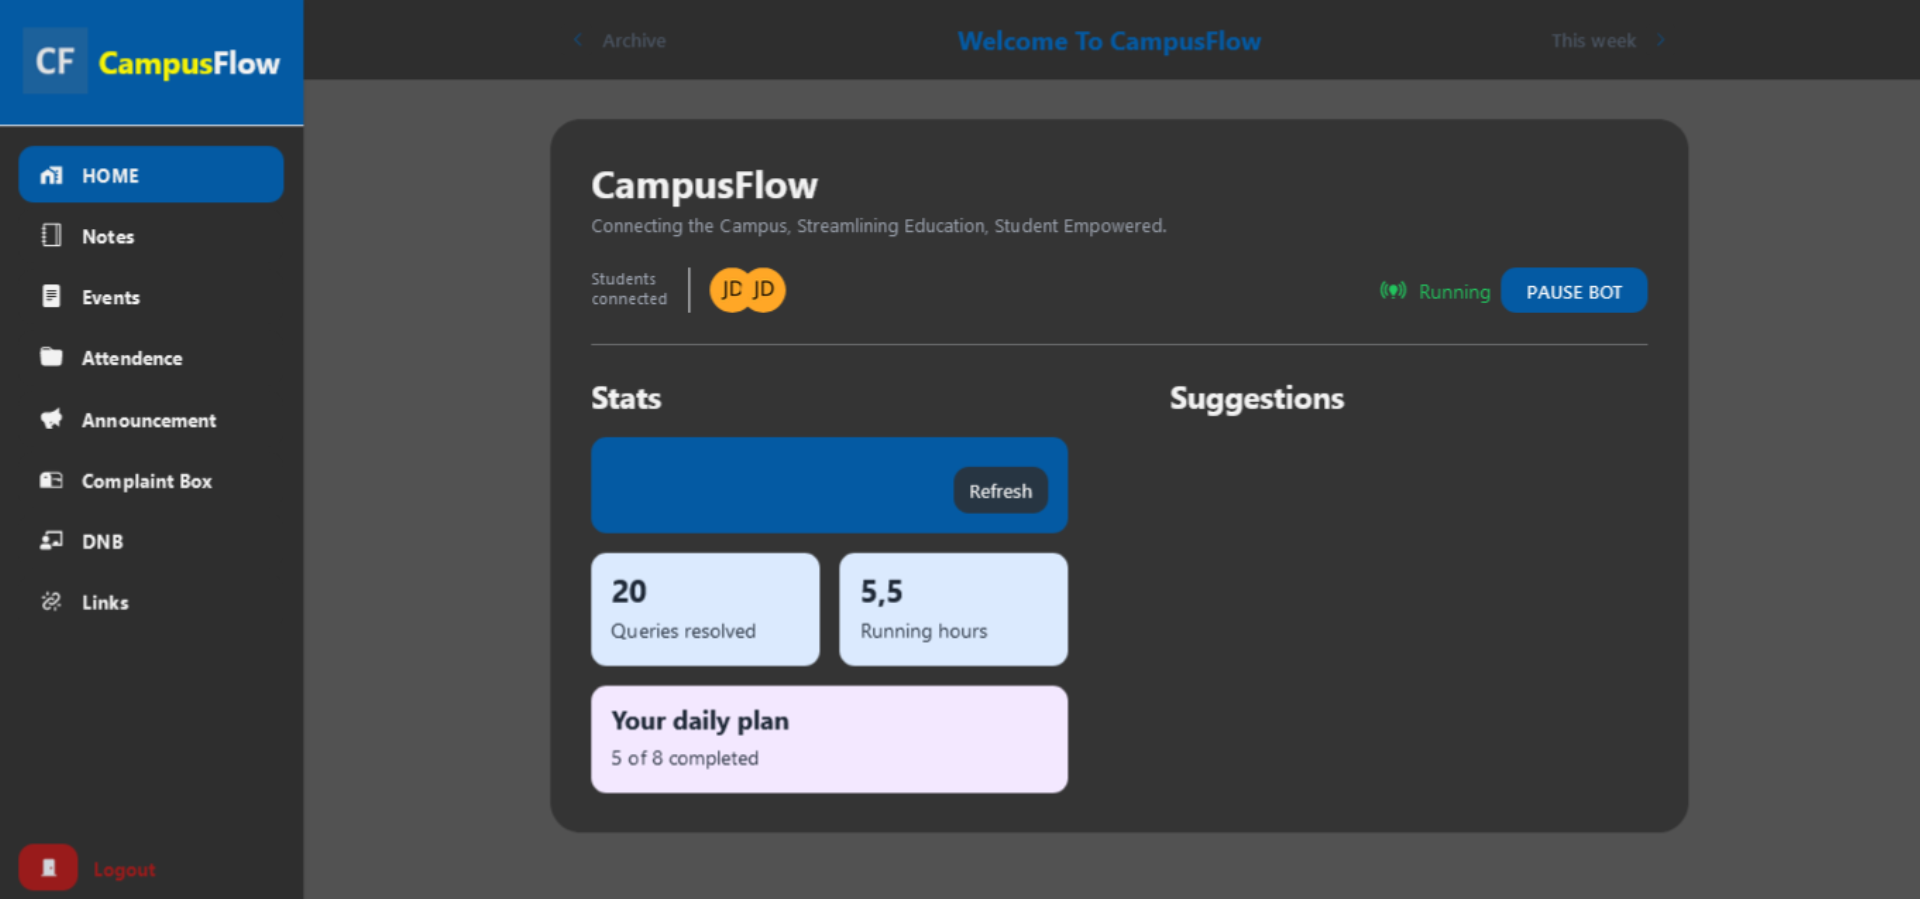 CF CampusFlow
HOME
Notes
Events
Attendence
Announcement
Complaint Box
DNB
Links
Logout
Archive
Welcome To CampusFlow
This week
CampusFlow
Connecting the Campus, Streamlining Education, Student Empowered.
Students
connected
JD JD
Running
PAUSE BOT
Stats
Refresh
20
Queries resolved
5,5
Running hours
Your daily plan
5 of 8 completed
Suggestions